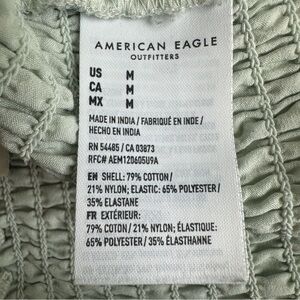 AMERICAN EAGLE
OUTFITTERS
US M
CA M
MX M
MADE IN INDIA / FABRIQUÉ EN INDE /
HECHO EN INDIA
RN 54485 / CA 03873
RFC# AEM120605U9A
EN SHELL: 79% COTTON/
21% NYLON; ELASTIC: 65% POLYESTER/
35% ELASTANE
FR EXTÉRIEUR:
79% COTON / 21% NYLON; ÉLASTIQUE:
65% POLYESTER / 35% ÉLASTHANNE